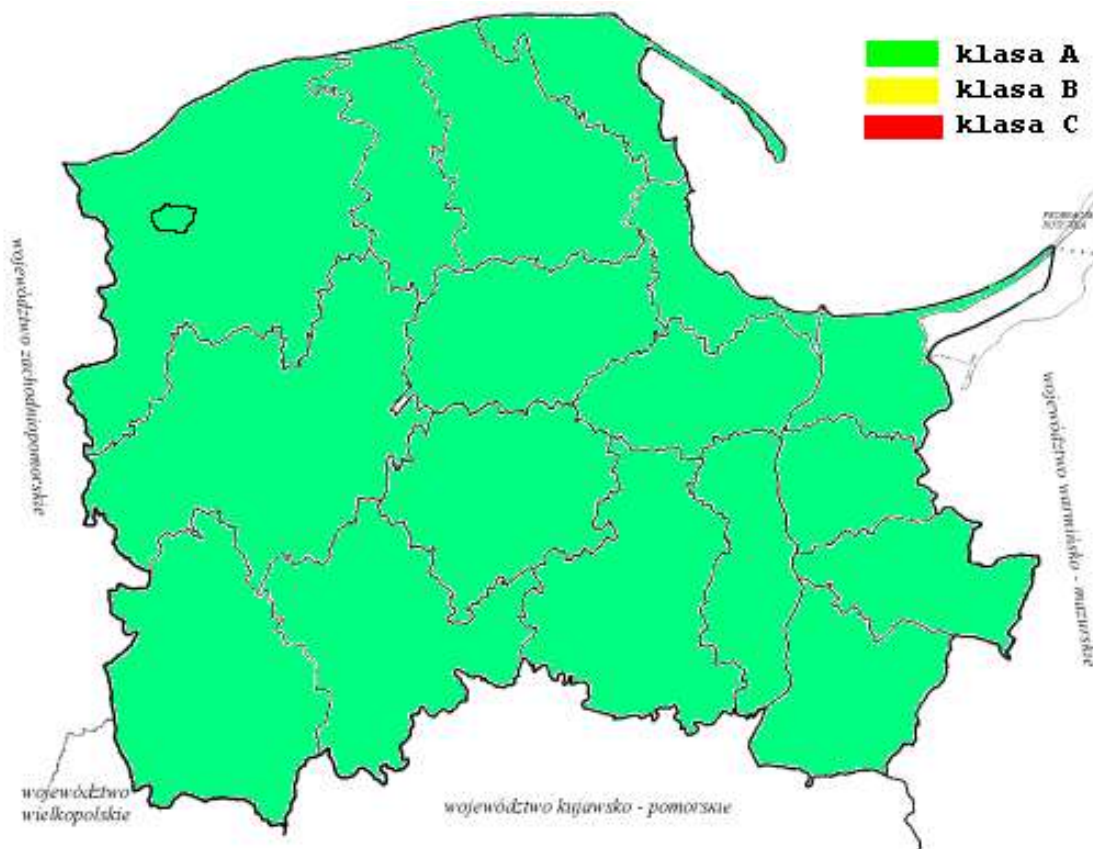 klasa A
klasa B
klasa C
województwo zachodniopomorskie
województwo warmińsko - mazurskie
województwo
wielkopolskie
województwo kujawsko - pomorskie